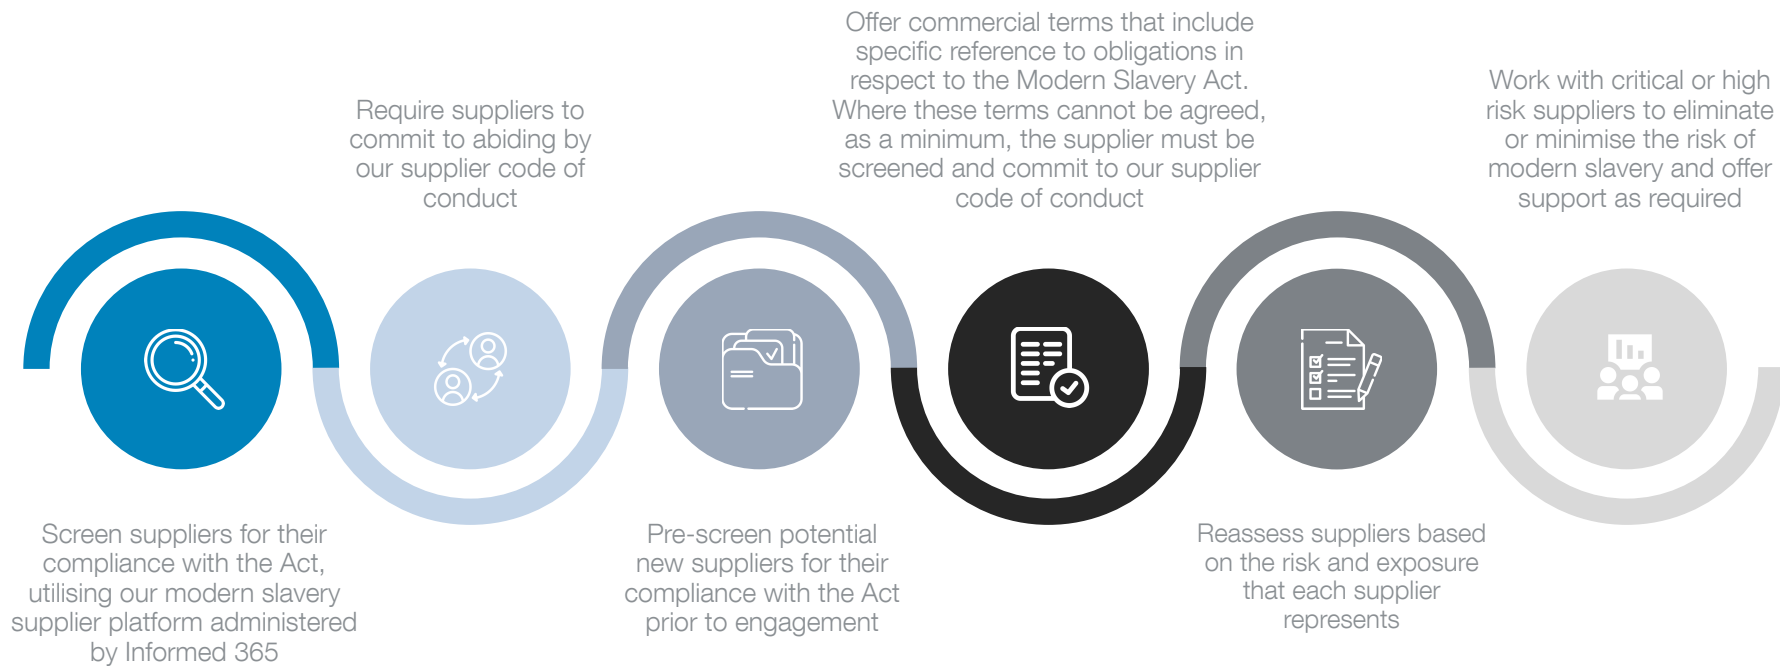 Screen suppliers for their
compliance with the Act,
utilising our modern slavery
supplier platform administered
by Informed 365
Require suppliers to
commit to abiding by
our supplier code of
conduct
Pre-screen potential
new suppliers for their
compliance with the Act
prior to engagement
Offer commercial terms that include
specific reference to obligations in
respect to the Modern Slavery Act.
Where these terms cannot be agreed,
as a minimum, the supplier must be
screened and commit to our supplier
code of conduct
Reassess suppliers based
on the risk and exposure
that each supplier
represents
Work with critical or high
risk suppliers to eliminate
or minimise the risk of
modern slavery and offer
support as required